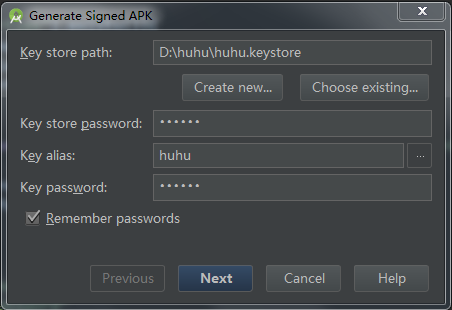 Generate Signed APK
Key store path: D:\huhu\huhu.keystore
Create new... Choose existing...
Key store password: ••••••
Key alias: huhu ...
Key password: ••••••
Remember passwords
Previous Next Cancel Help